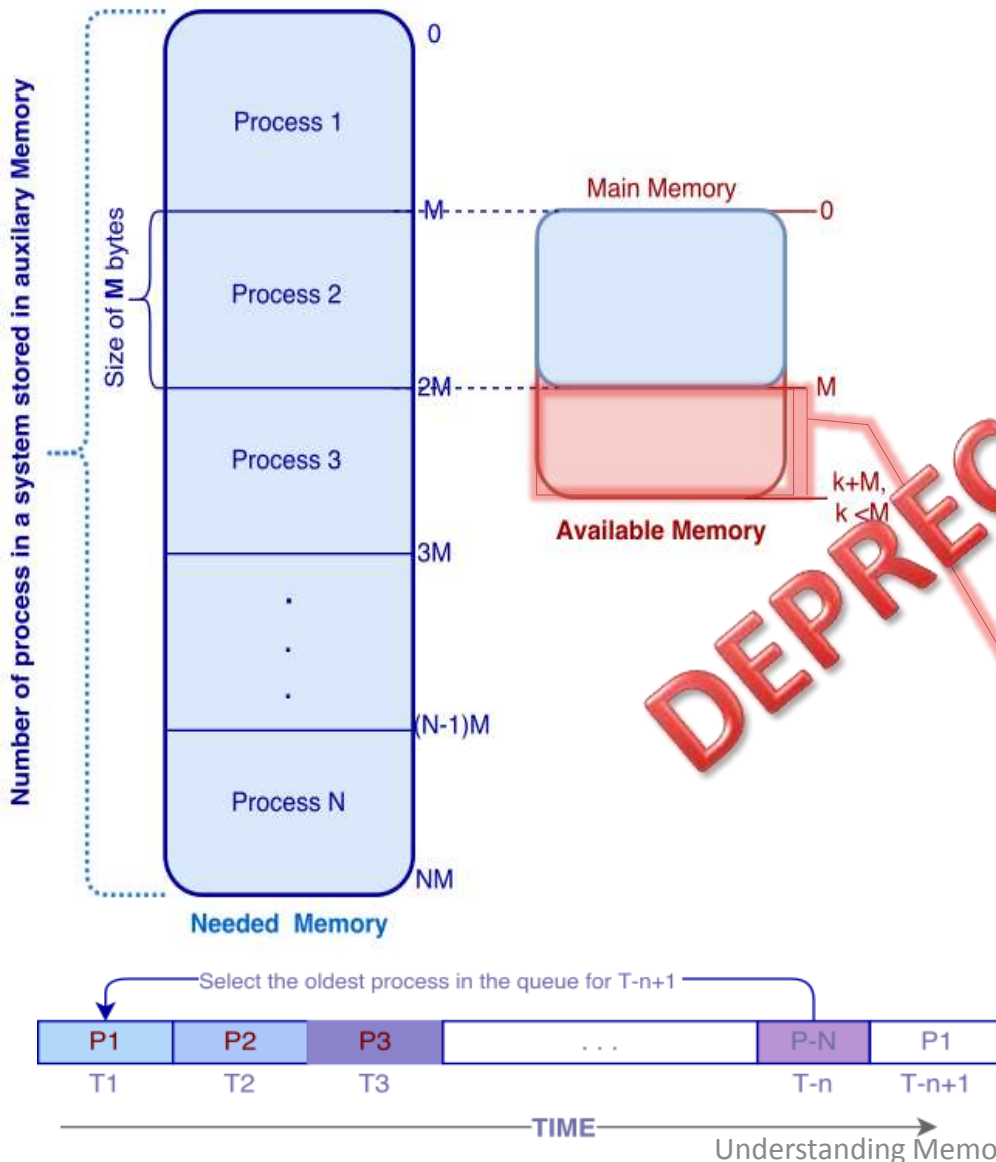 Number of process in a system stored in auxilary Memory
0
Process 1
Size of M bytes
M
Process 2
2M
Process 3
3M
.
.
.
(N-1)M
Process N
NM
Needed Memory
Main Memory
0
M
k+M,
k <M
Available Memory
Select the oldest process in the queue for T-n+1
P1 P2 P3 . . . P-N P1
T1 T2 T3 T-n T-n+1
TIME